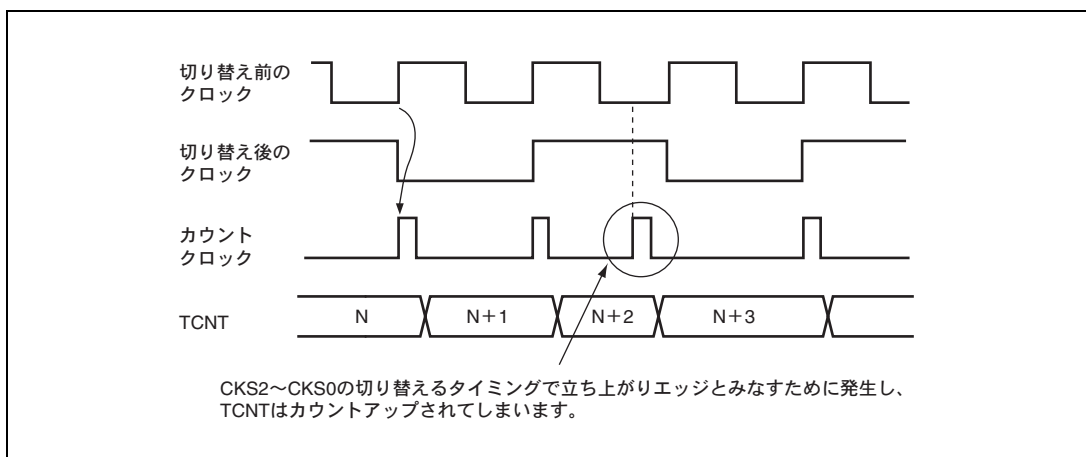 切り替え前の
クロック
切り替え後の
クロック
カウント
クロック
TCNT
N
N+1
N+2
N+3
CKS2～CKS0の切り替えるタイミングで立ち上がりエッジとみなすために発生し、
TCNTはカウントアップされてしまいます。